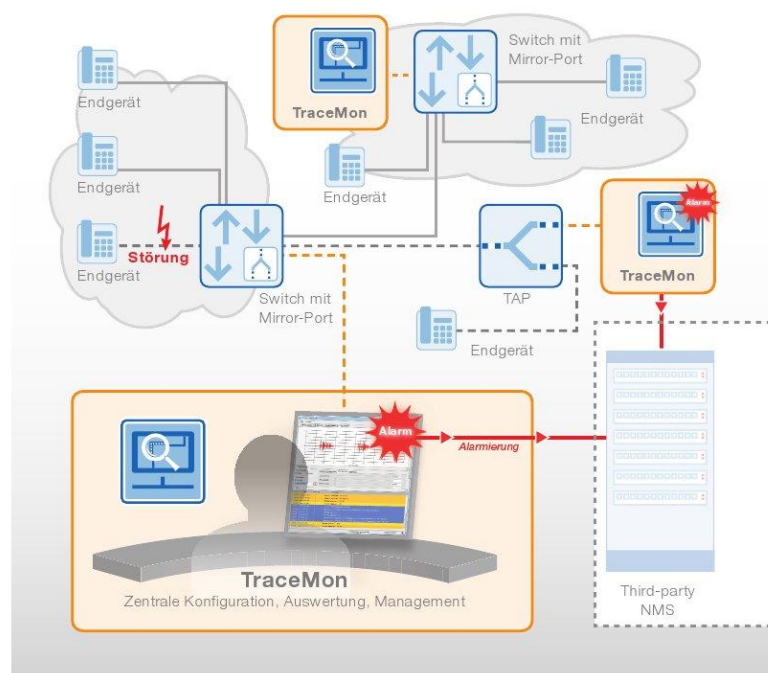 Switch mit
Mirror-Port
TraceMon
Endgerät
Endgerät
Endgerät
Endgerät
Endgerät
Alarm
TraceMon
Störung
Endgerät
Switch mit
Mirror-Port
TAP
Endgerät
Alarm
Alarmierung
TraceMon
Zentrale Konfiguration, Auswertung, Management
Third-party
NMS